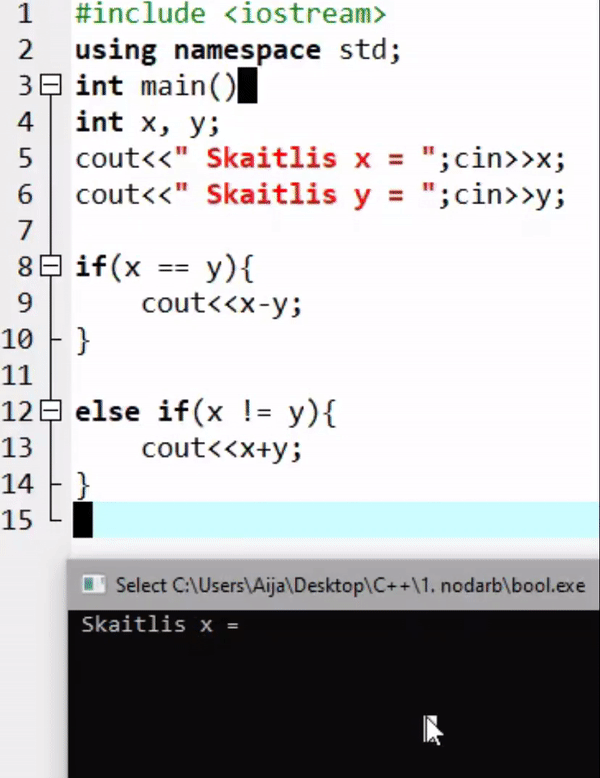 1 #include <iostream>
2 using namespace std;
3 int main()
4 int x, y;
5 cout<<" Skaitlis x = ";cin>>x;
6 cout<<" Skaitlis y = ";cin>>y;
7
8 if(x == y){
9 cout<<x-y;
10 }
11
12 else if(x != y){
13 cout<<x+y;
14 }
15
Select C:\Users\Aija\Desktop\C++\1. nodarb\bool.exe
Skaitlis x =